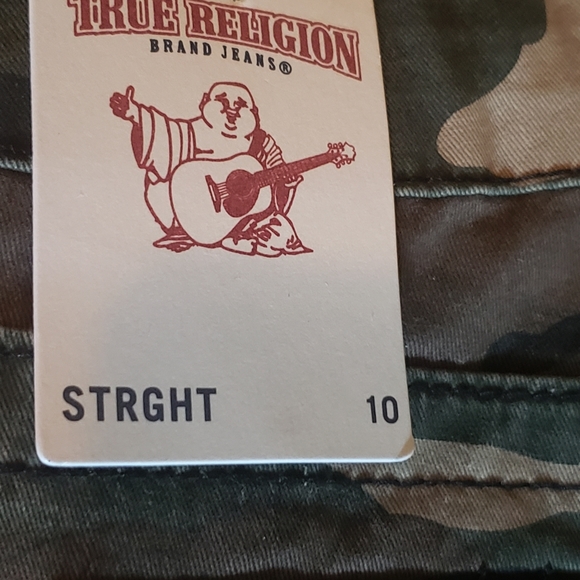 TRUE RELIGION
BRAND JEANS®
STRGHT 10